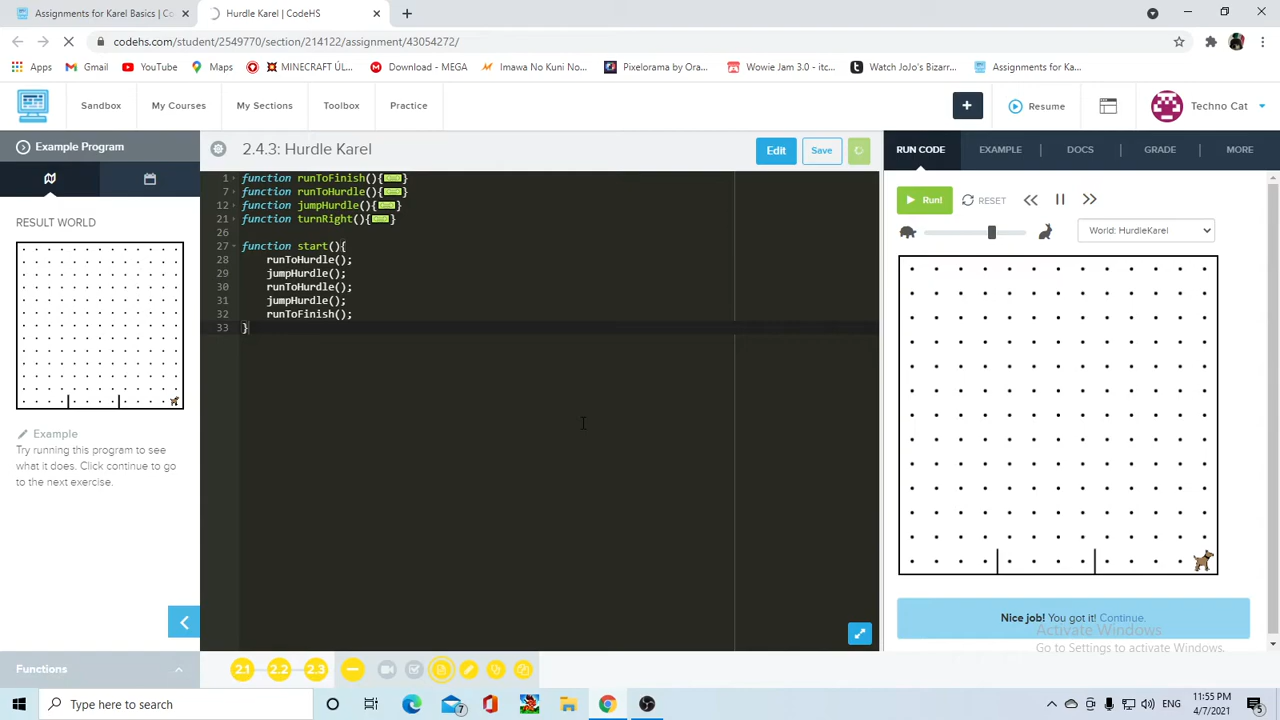 Assignments for Karel Basics | Co
Hurdle Karel | CodeHS
codehs.com/student/2549770/section/214122/assignment/43054272/
Apps
Gmail
YouTube
Maps
MINECRAFT ÚL...
Download - MEGA
Imawa No Kuni No...
Pixelorama by Ora...
Wowie Jam 3.0 - itc...
Watch JoJo's Bizarr...
Assignments for Ka...
Sandbox
My Courses
My Sections
Toolbox
Practice
+
Resume
Techno Cat
Example Program
2.4.3: Hurdle Karel
Edit
Save
RUN CODE
EXAMPLE
DOCS
GRADE
MORE
RESULT WORLD
Example
Try running this program to see
what it does. Click continue to go
to the next exercise.
1 function runToFinish(){}
7 function runToHurdle(){}
12 function jumpHurdle(){}
21 function turnRight(){}
26
27 function start(){
28 runToHurdle();
29 jumpHurdle();
30 runToHurdle();
31 jumpHurdle();
32 runToFinish();
33 }
Run!
RESET
World: HurdleKarel
Nice job! You got it! Continue.
Activate Windows
Go to Settings to activate Windows.
Functions
2.1
2.2
2.3
Type here to search
7
11:55 PM
4/7/2021
5